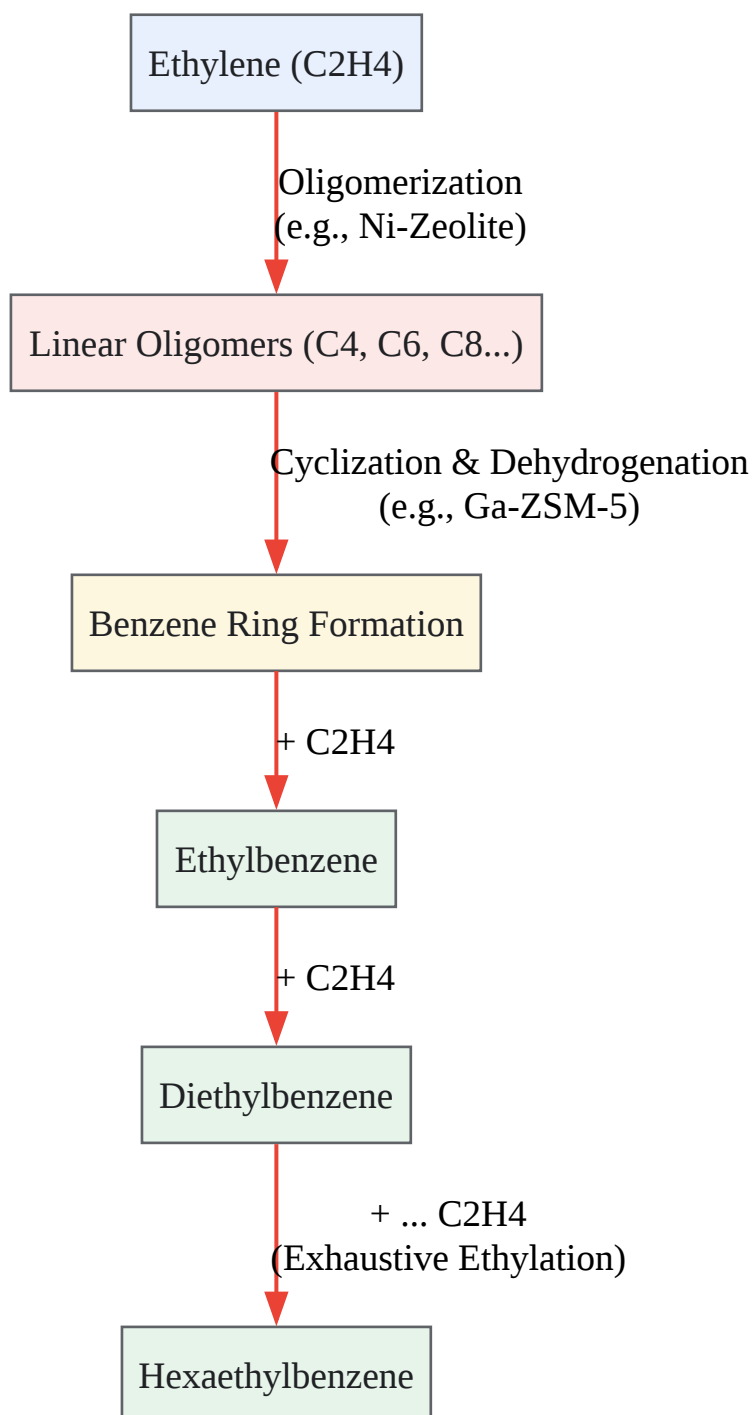 Ethylene (C2H4)
Oligomerization
(e.g., Ni-Zeolite)
Linear Oligomers (C4, C6, C8...)
Cyclization & Dehydrogenation
(e.g., Ga-ZSM-5)
Benzene Ring Formation
+ C2H4
Ethylbenzene
+ C2H4
Diethylbenzene
+ ... C2H4
(Exhaustive Ethylation)
Hexaethylbenzene